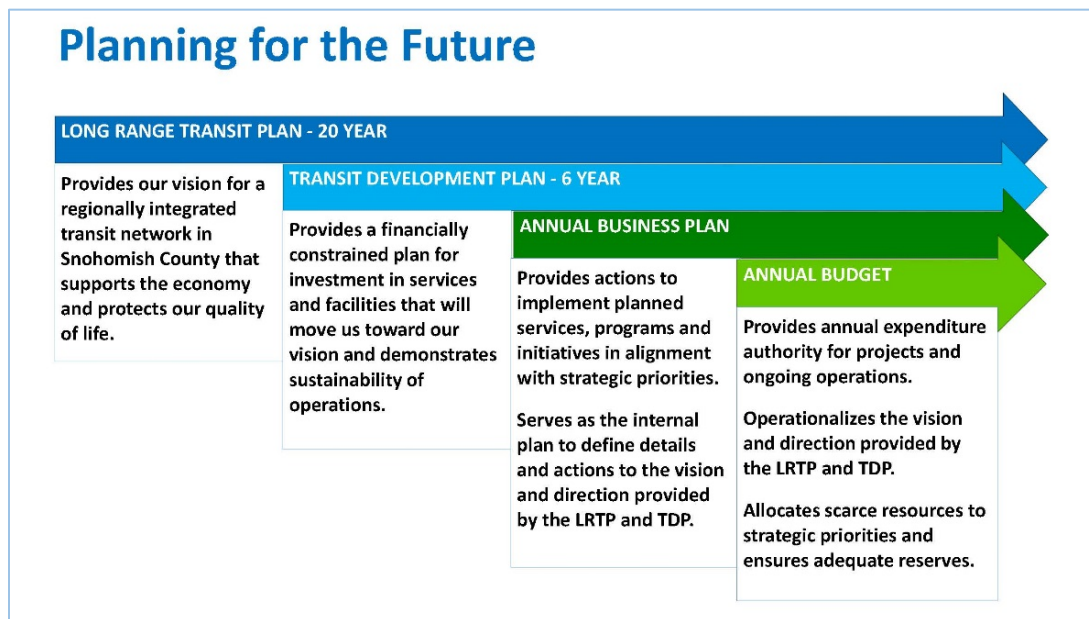 Planning for the Future
LONG RANGE TRANSIT PLAN - 20 YEAR
Provides our vision for a
regionally integrated
transit network in
Snohomish County that
supports the economy
and protects our quality
of life.
TRANSIT DEVELOPMENT PLAN - 6 YEAR
Provides a financially
constrained plan for
investment in services
and facilities that will
move us toward our
vision and demonstrates
sustainability of
operations.
ANNUAL BUSINESS PLAN
Provides actions to
implement planned
services, programs and
initiatives in alignment
with strategic priorities.
Serves as the internal
plan to define details
and actions to the vision
and direction provided
by the LRTP and TDP.
ANNUAL BUDGET
Provides annual expenditure
authority for projects and
ongoing operations.
Operationalizes the vision
and direction provided by
the LRTP and TDP.
Allocates scarce resources to
strategic priorities and
ensures adequate reserves.